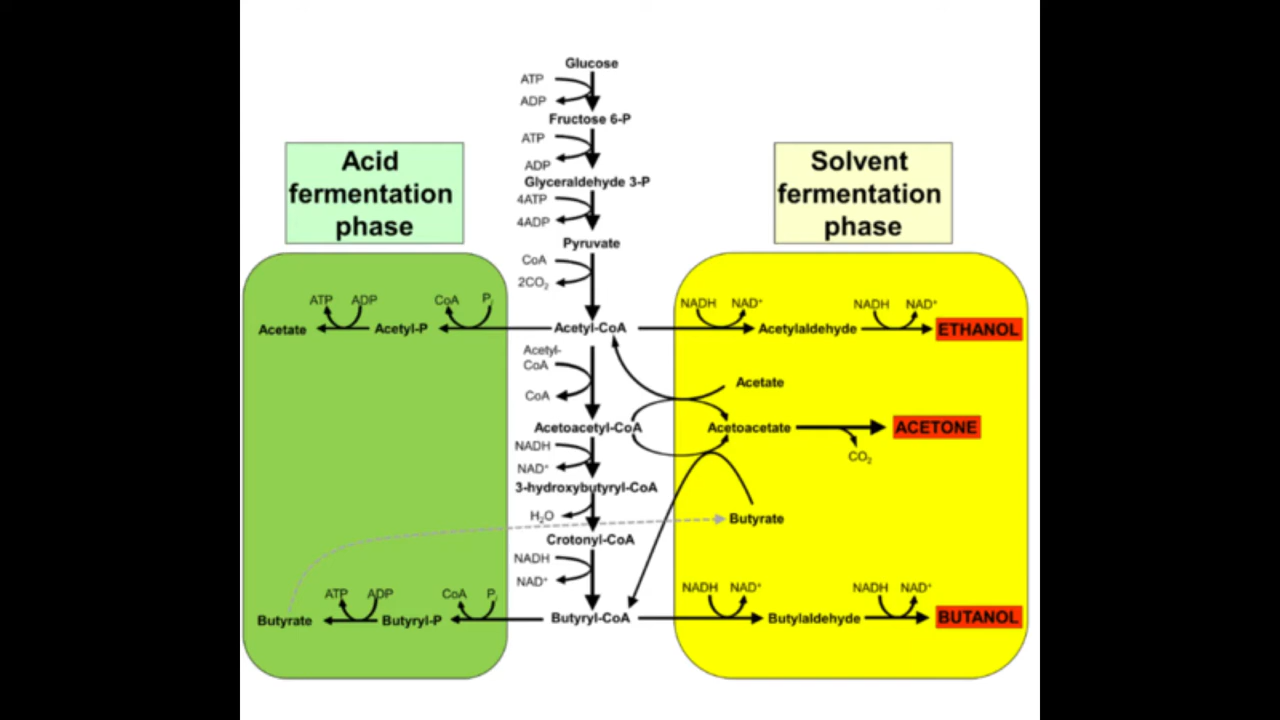 Glucose
ATP
ADP
Fructose 6-P
ATP
ADP
Acid
fermentation
phase
Solvent
fermentation
phase
Glyceraldehyde 3-P
4ATP
4ADP
Pyruvate
CoA
2CO₂
ATP ADP CoA Pᵢ
Acetate Acetyl-P Acetyl-CoA
NADH NAD⁺ NADH NAD⁺
Acetylaldehyde ETHANOL
Acetyl-
CoA
CoA
Acetate
Acetoacetyl-CoA Acetoacetate ACETONE
CO₂
NADH
NAD⁺
3-hydroxybutyryl-CoA
H₂O
Butyrate
Crotonyl-CoA
NADH
NAD⁺
ATP ADP CoA Pᵢ
Butyrate Butyryl-P Butyryl-CoA
NADH NAD⁺ NADH NAD⁺
Butylaldehyde BUTANOL